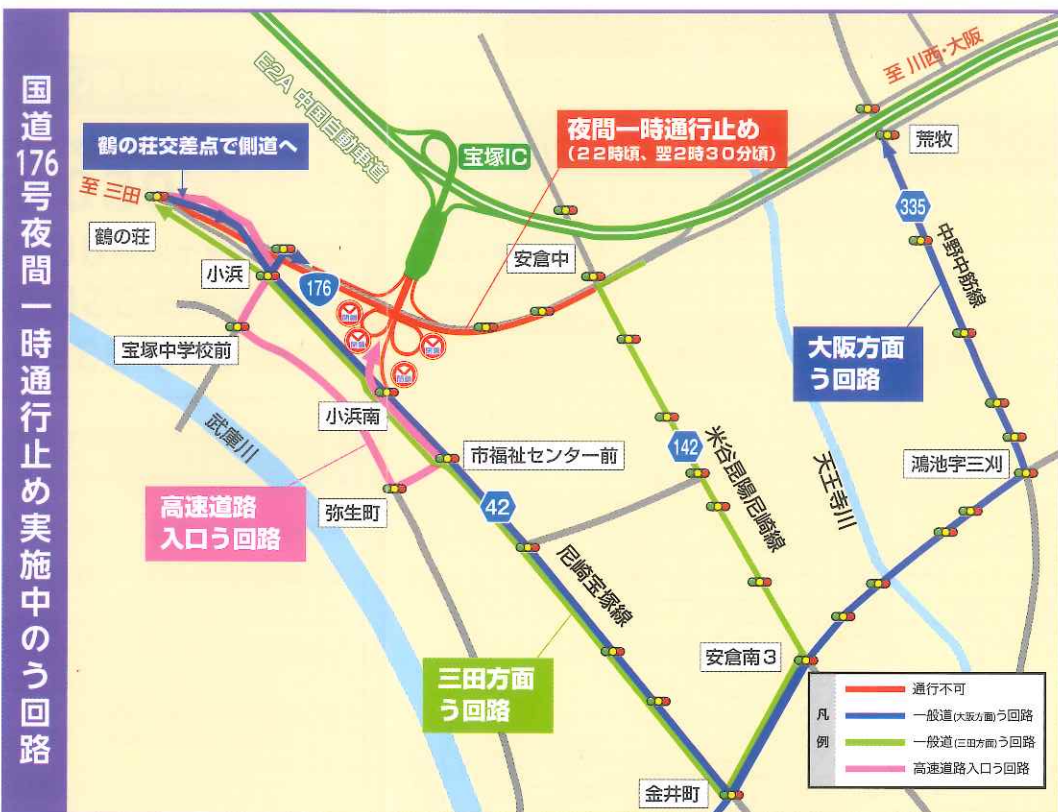 国道176号夜間一時通行止め実施中のう回路
鶴の荘交差点で側道へ
至 三田
鶴の荘
小浜
宝塚中学校前
武庫川
高速道路
入口う回路
E2A 中国自動車道
宝塚IC
夜間一時通行止め
(22時頃、翌2時30分頃)
176
閉鎖
閉鎖
閉鎖
閉鎖
安倉中
小浜南
市福祉センター前
弥生町
42
尼崎宝塚線
三田方面
う回路
142
米谷昆陽尼崎線
安倉南3
金井町
至 川西・大阪
荒牧
335
中野中筋線
大阪方面
う回路
天王寺川
鴻池字三刈
凡例
通行不可
一般道(大阪方面)う回路
一般道(三田方面)う回路
高速道路入口う回路